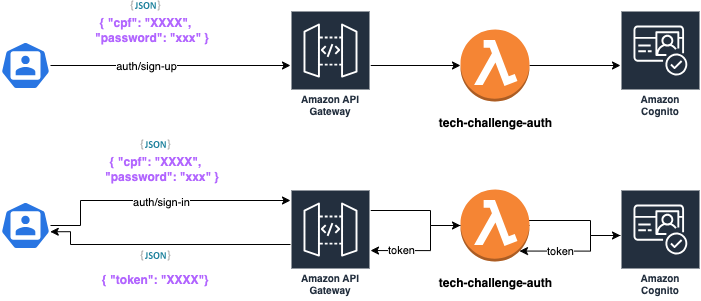 {JSON}
{ "cpf": "XXXX",
"password": "xxx" }
auth/sign-up
</>
Amazon API
Gateway
tech-challenge-auth
Amazon
Cognito
{JSON}
{ "cpf": "XXXX",
"password": "xxx" }
auth/sign-in
</>
token
token
{JSON}
{ "token": "XXXX"}
Amazon API
Gateway
tech-challenge-auth
Amazon
Cognito